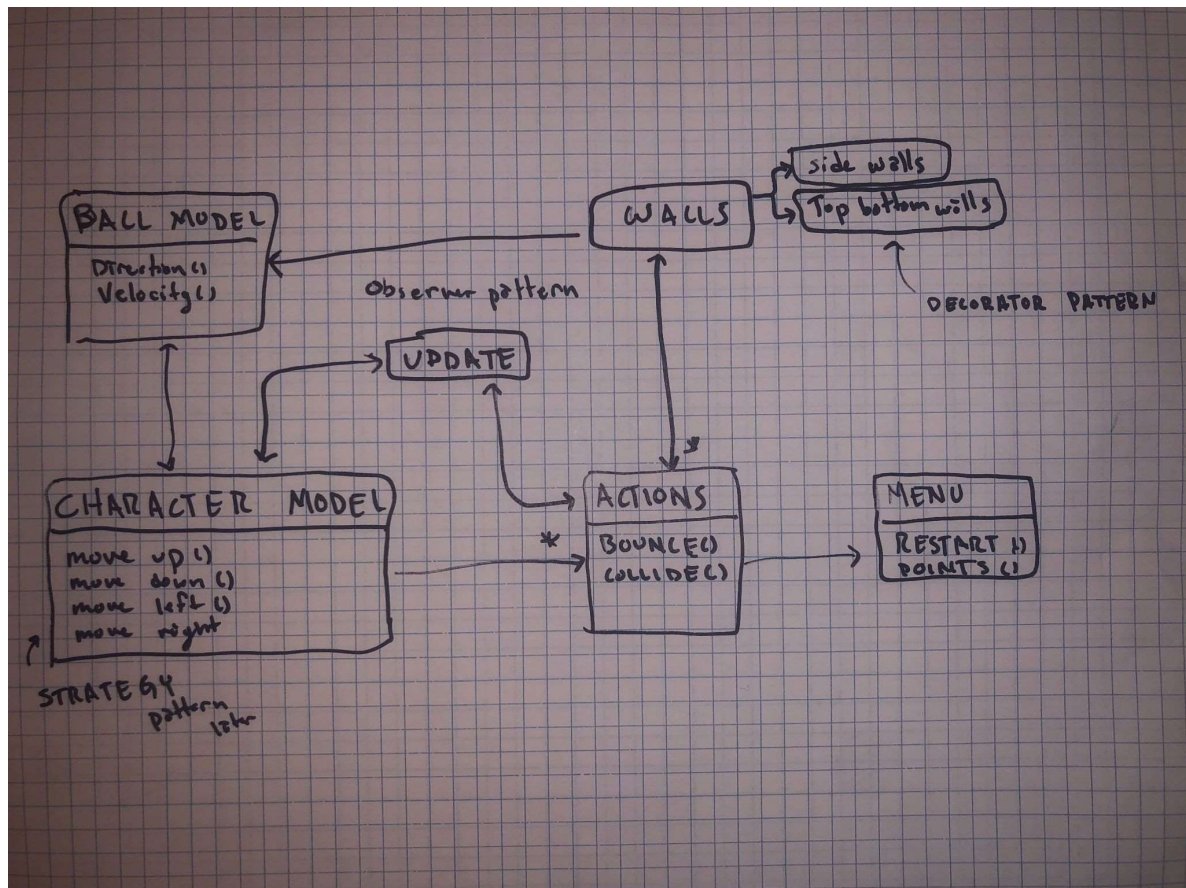 BALL MODEL
Direction()
Velocity()
WALLS
side walls
Top bottom walls
DECORATOR PATTERN
Observer pattern
UPDATE
CHARACTER MODEL
move up()
move down()
move left()
move right
STRATEGY
pattern
later
*
*
ACTIONS
BOUNCE()
COLLIDE()
MENU
RESTART()
POINTS()